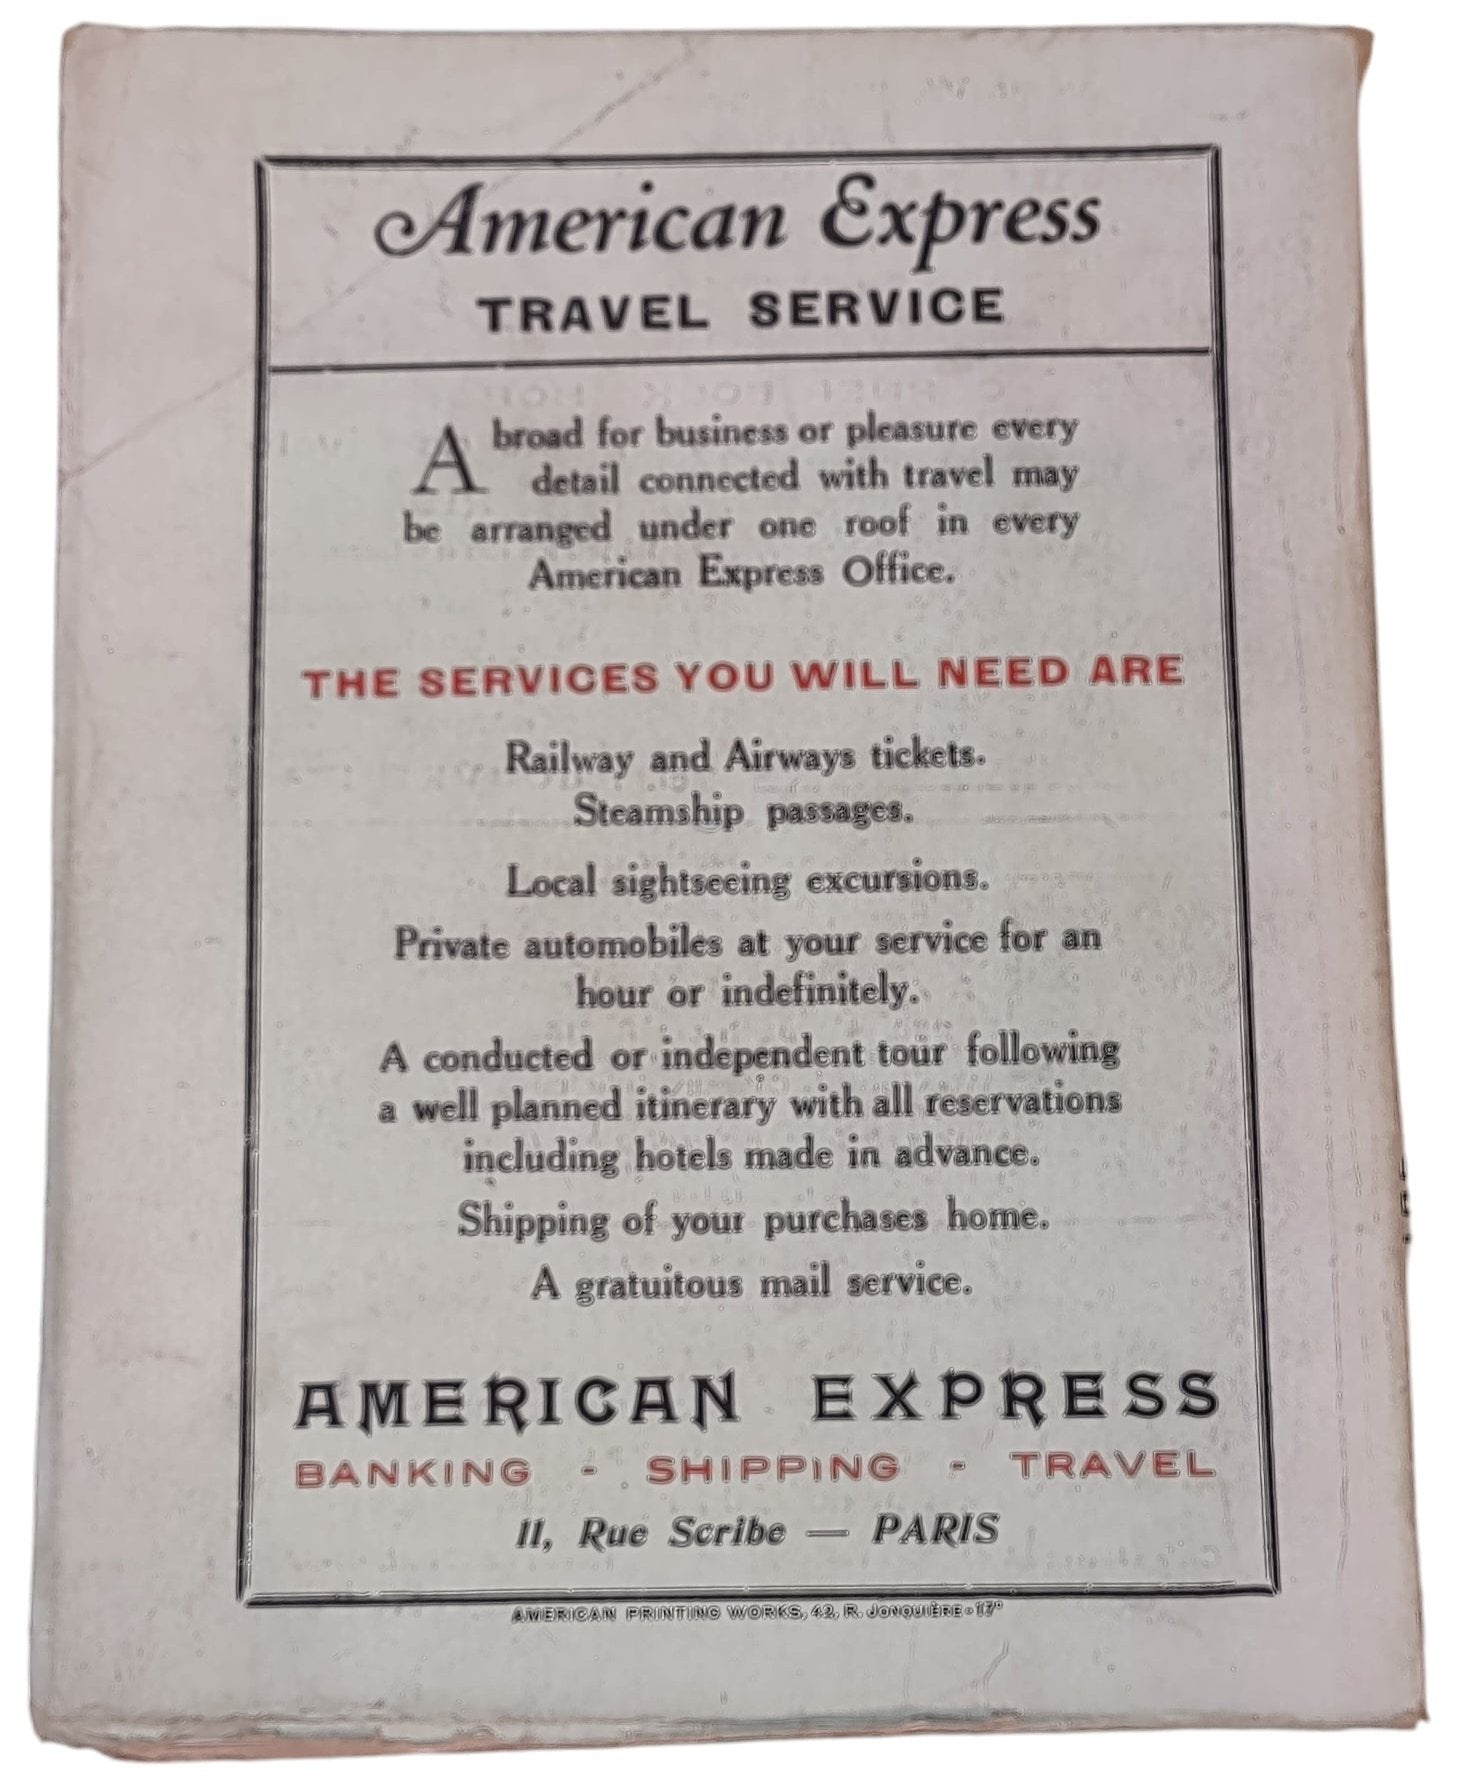 American Express
TRAVEL SERVICE
Abroad for business or pleasure every
detail connected with travel may
be arranged under one roof in every
American Express Office.
THE SERVICES YOU WILL NEED ARE
Railway and Airways tickets.
Steamship passages.
Local sightseeing excursions.
Private automobiles at your service for an
hour or indefinitely.
A conducted or independent tour following
a well planned itinerary with all reservations
including hotels made in advance.
Shipping of your purchases home.
A gratuitous mail service.
AMERICAN EXPRESS
BANKING - SHIPPING - TRAVEL
11, Rue Scribe — PARIS
AMERICAN PRINTING WORKS, 42, R. JONQUIÈRE - 17e